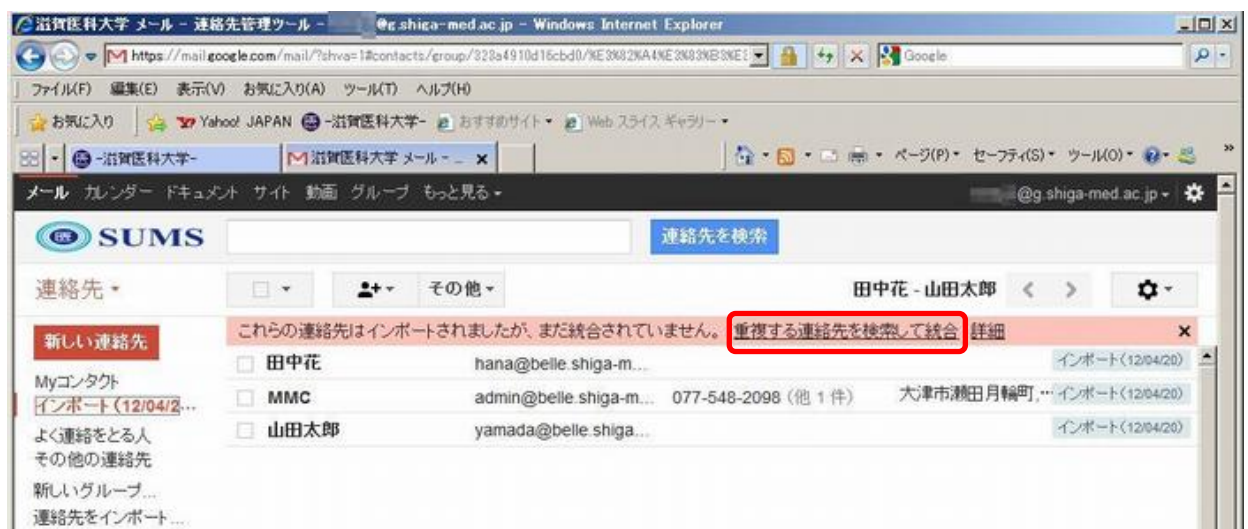 滋賀医科大学 メール - 連絡先管理ツール - @g.shiga-med.ac.jp - Windows Internet Explorer
https://mail.google.com/mail/?shva=1#contacts/group/323a4910d16cbd0/%E3%82%A4%E3%83%B3%E3 Google
ファイル(F) 編集(E) 表示(V) お気に入り(A) ツール(T) ヘルプ(H)
お気に入り Yahoo! JAPAN -滋賀医科大学- おすすめサイト Web スライス ギャラリー
-滋賀医科大学- 滋賀医科大学 メール - ... ページ(P) セーフティ(S) ツール(O) »
メール カレンダー ドキュメント サイト 動画 グループ もっと見る @g.shiga-med.ac.jp
SUMS 連絡先を検索
連絡先 その他 田中花 - 山田太郎
これらの連絡先はインポートされましたが、まだ統合されていません。 重複する連絡先を検索して統合 詳細 ×
新しい連絡先
田中花 hana@belle.shiga-m... インポート(12/04/20)
Myコンタクト
MMC admin@belle.shiga-m... 077-548-2098 (他 1 件) 大津市瀬田月輪町,... インポート(12/04/20)
インポート(12/04/2...
山田太郎 yamada@belle.shiga... インポート(12/04/20)
よく連絡をとる人
その他の連絡先
新しいグループ...
連絡先をインポート...